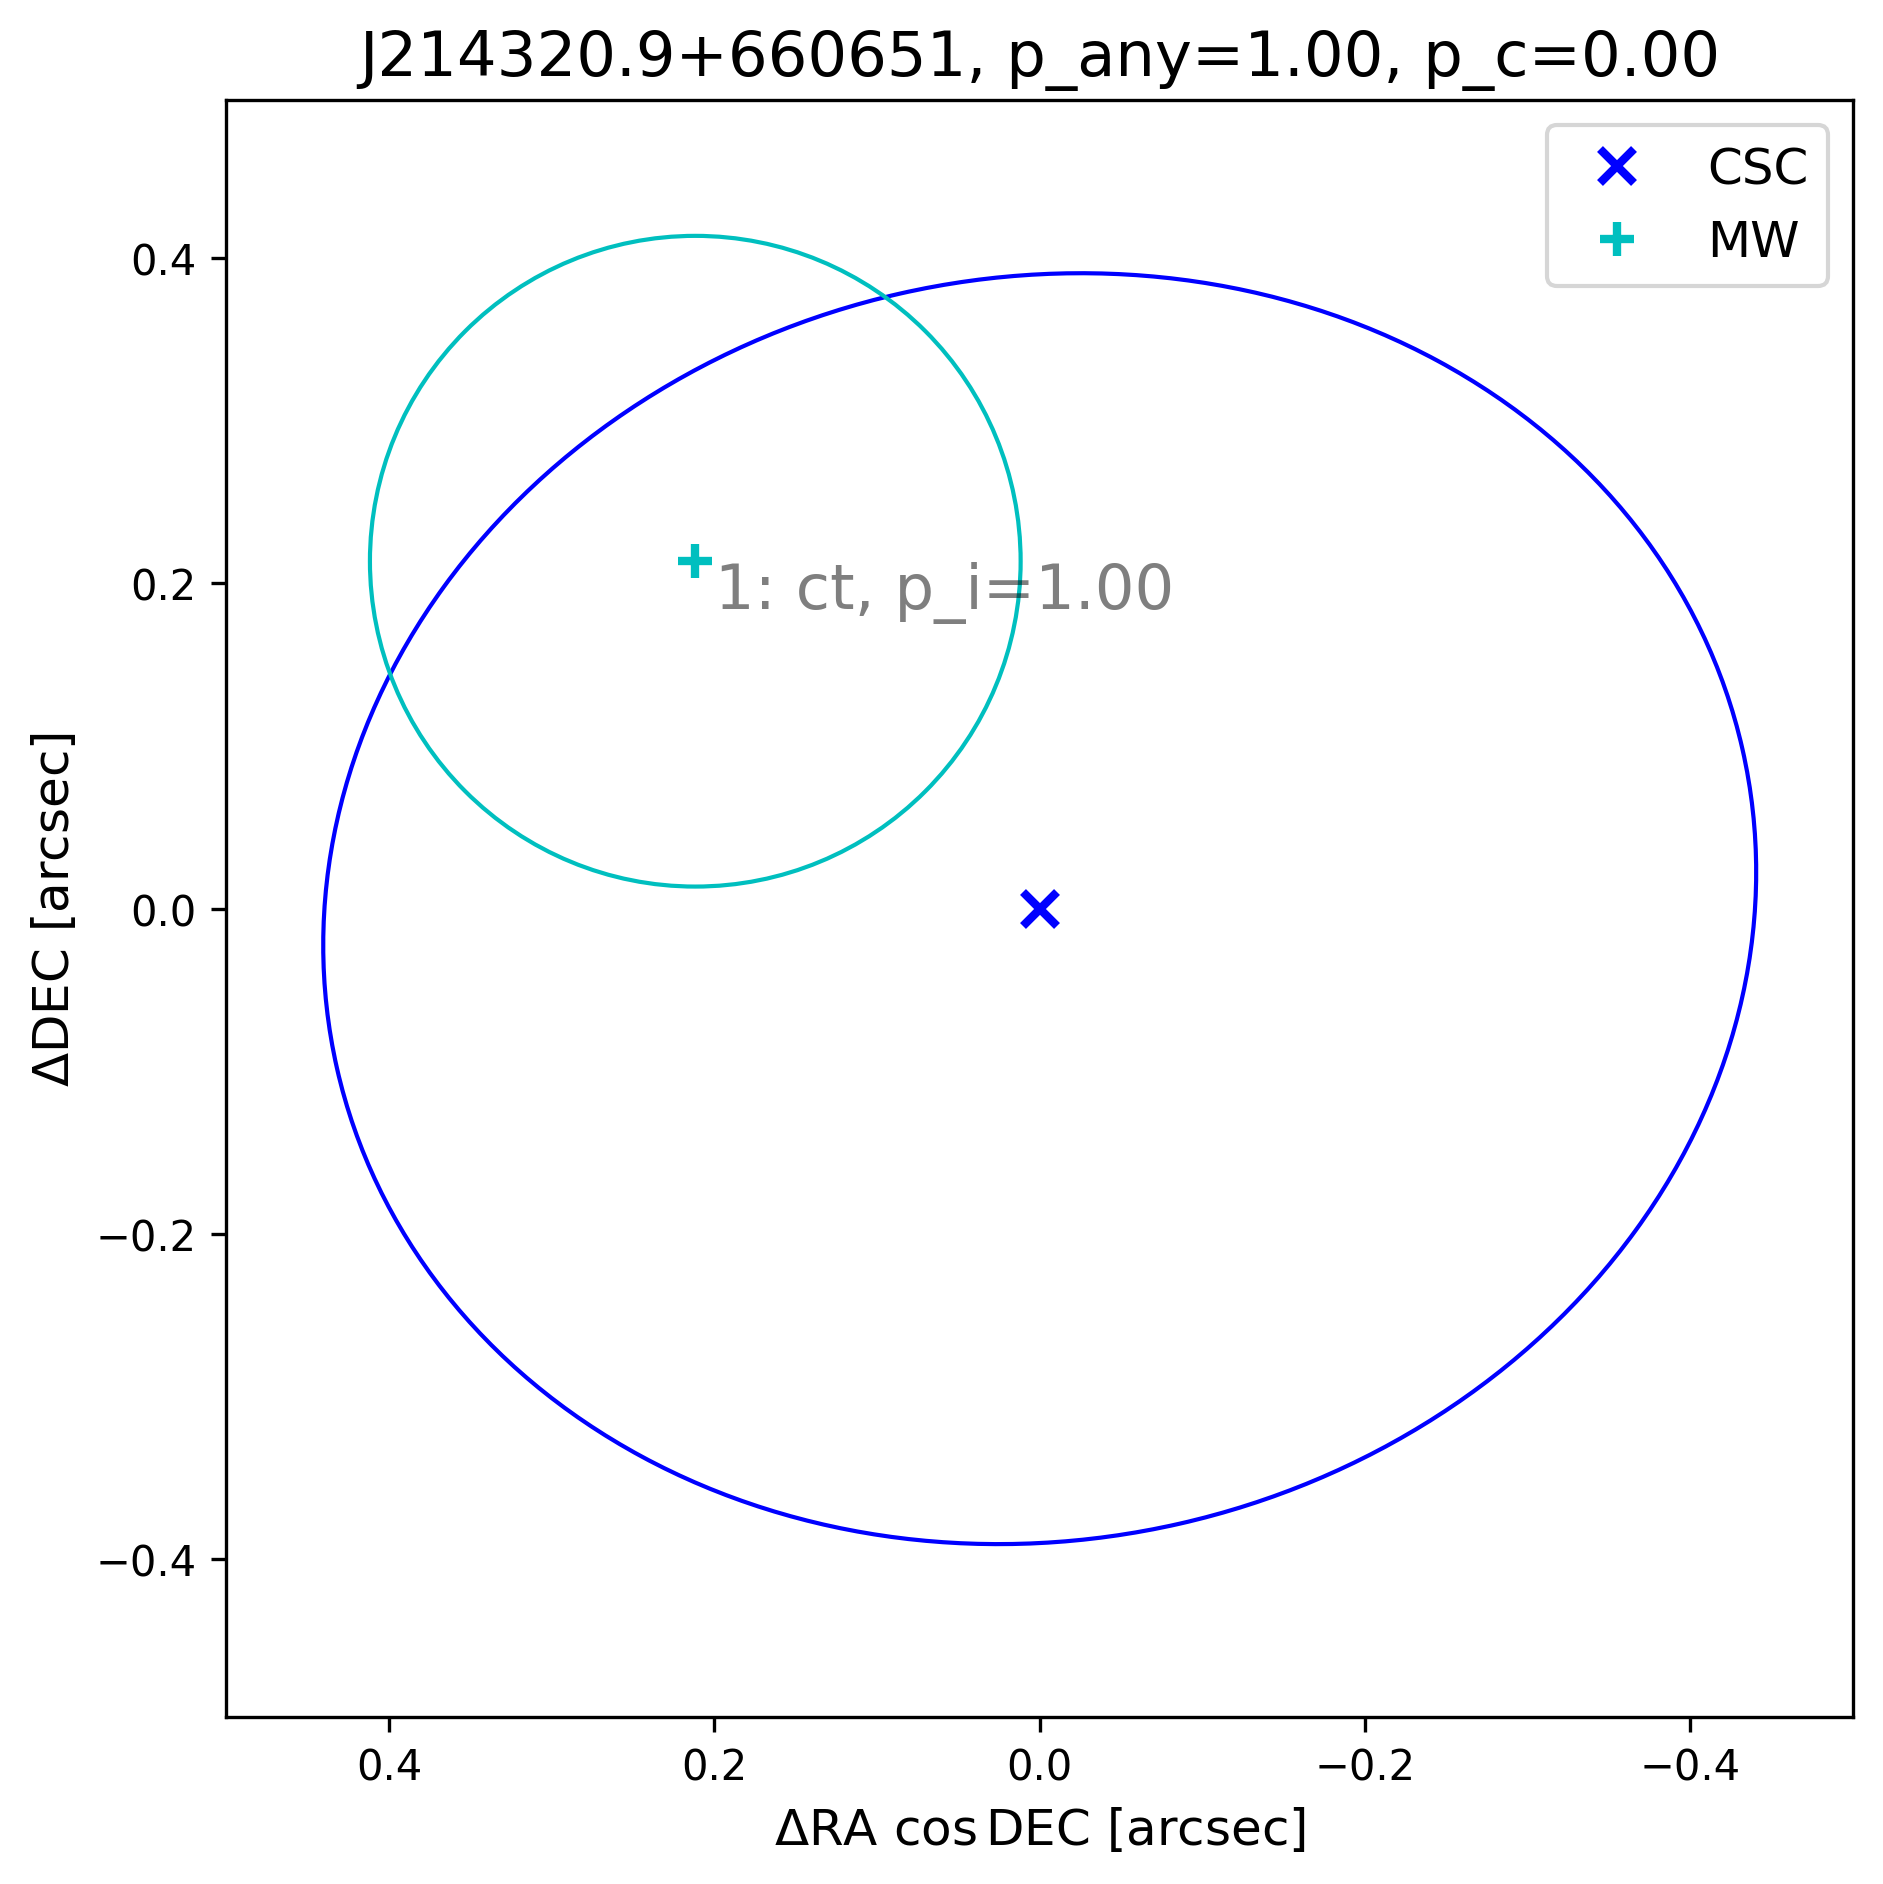 J214320.9+660651, p_any=1.00, p_c=0.00
CSC
MW
0.4
0.2
0.0
−0.2
−0.4
1: ct, p_i=1.00
ΔDEC [arcsec]
0.4 0.2 0.0 −0.2 −0.4
ΔRA cos DEC [arcsec]